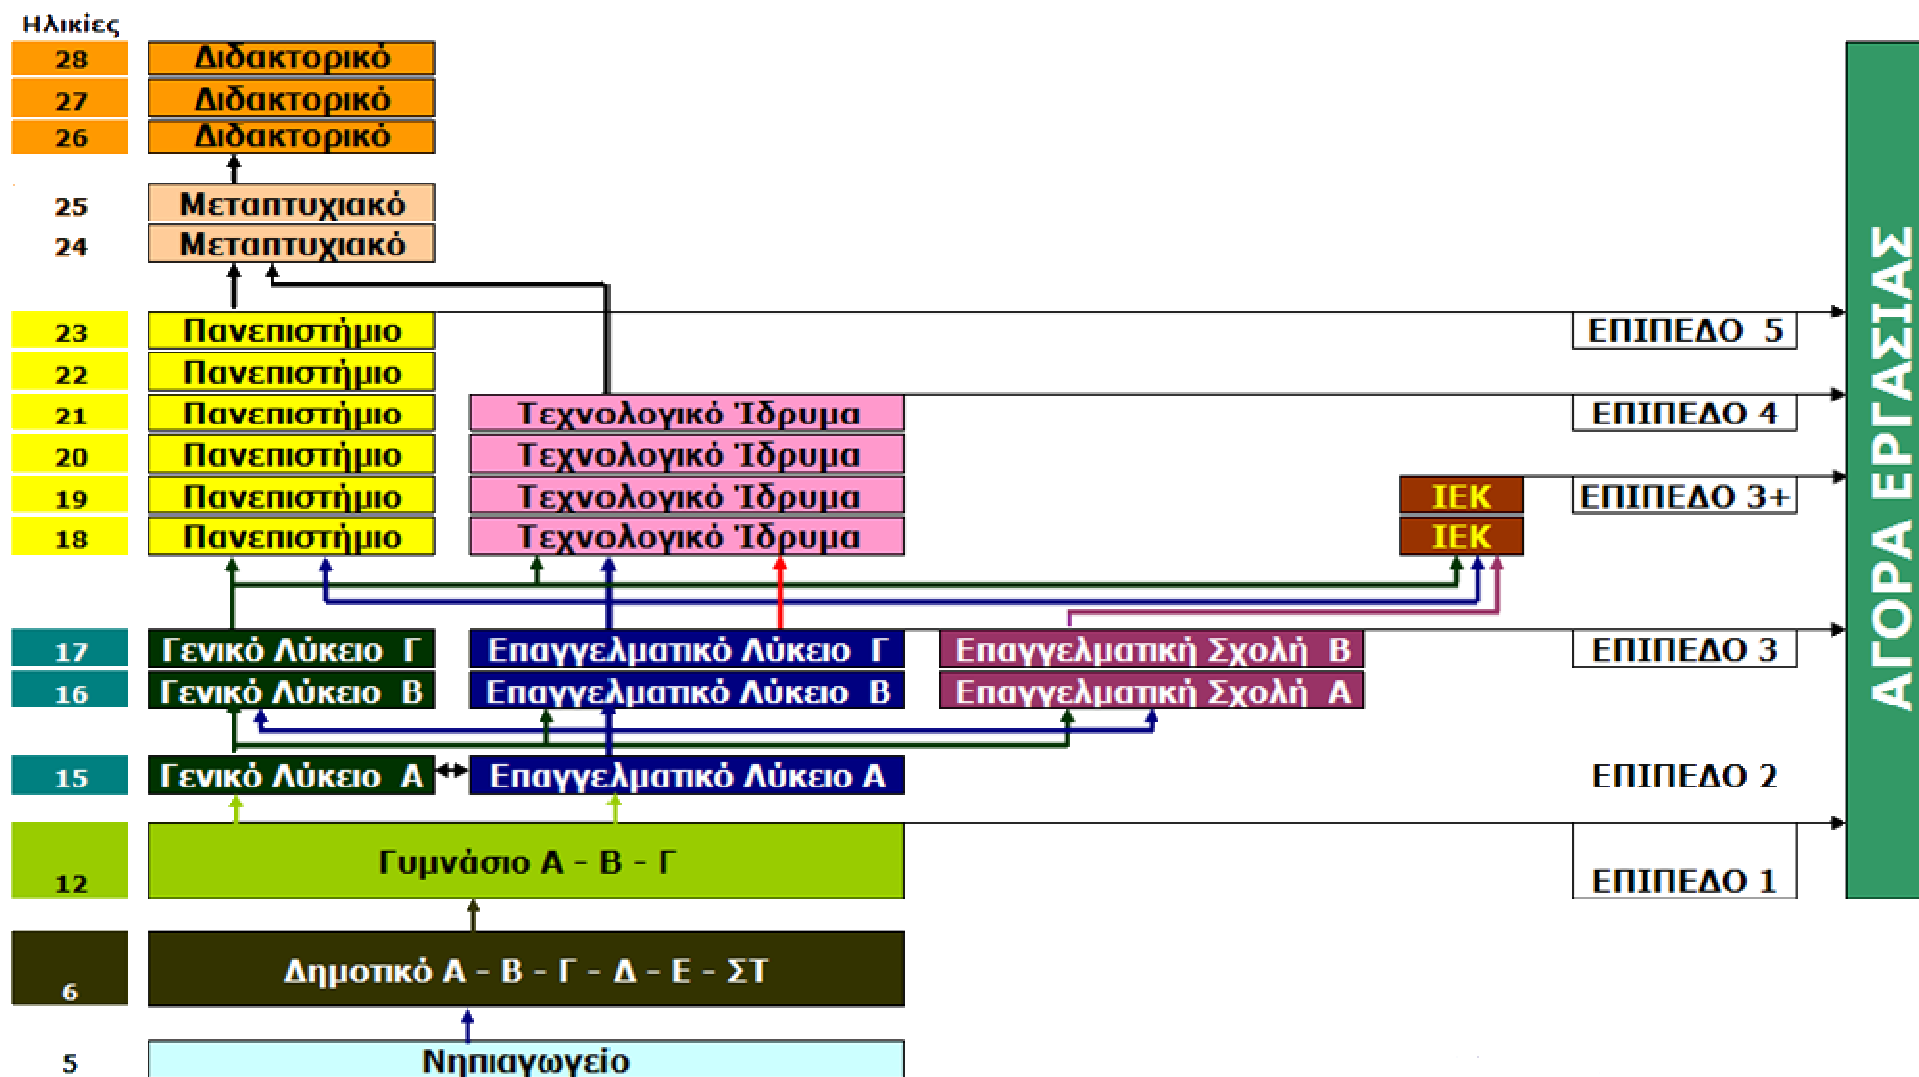 Ηλικίες
28 Διδακτορικό
27 Διδακτορικό
26 Διδακτορικό
25 Μεταπτυχιακό
24 Μεταπτυχιακό
23 Πανεπιστήμιο ΕΠΙΠΕΔΟ 5
22 Πανεπιστήμιο
21 Πανεπιστήμιο Τεχνολογικό Ίδρυμα ΕΠΙΠΕΔΟ 4
20 Πανεπιστήμιο Τεχνολογικό Ίδρυμα
19 Πανεπιστήμιο Τεχνολογικό Ίδρυμα ΙΕΚ ΕΠΙΠΕΔΟ 3+
18 Πανεπιστήμιο Τεχνολογικό Ίδρυμα ΙΕΚ
17 Γενικό Λύκειο Γ Επαγγελματικό Λύκειο Γ Επαγγελματική Σχολή Β ΕΠΙΠΕΔΟ 3
16 Γενικό Λύκειο Β Επαγγελματικό Λύκειο Β Επαγγελματική Σχολή Α
15 Γενικό Λύκειο Α Επαγγελματικό Λύκειο Α ΕΠΙΠΕΔΟ 2
12 Γυμνάσιο Α - Β - Γ ΕΠΙΠΕΔΟ 1
6 Δημοτικό Α - Β - Γ - Δ - Ε - ΣΤ
5 Νηπιαγωγείο
ΑΓΟΡΑ ΕΡΓΑΣΙΑΣ